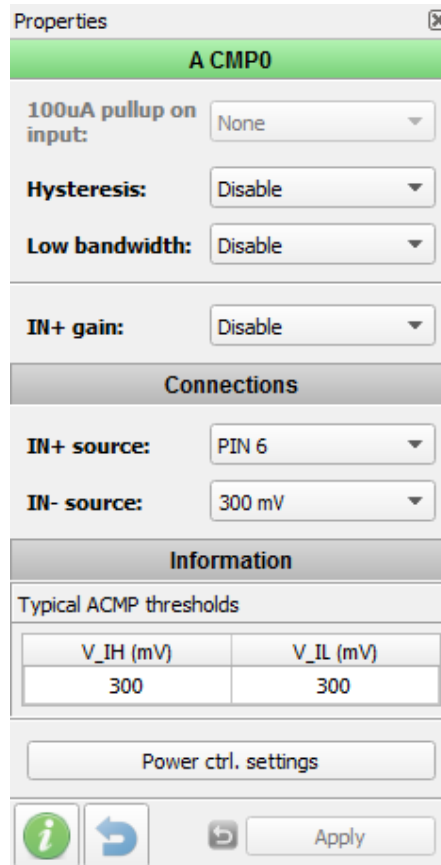 Properties
A CMP0
100uA pullup on
input:
None
Hysteresis:
Disable
Low bandwidth:
Disable
IN+ gain:
Disable
Connections
IN+ source:
PIN 6
IN- source:
300 mV
Information
Typical ACMP thresholds
V_IH (mV)
V_IL (mV)
300
300
Power ctrl. settings
Apply